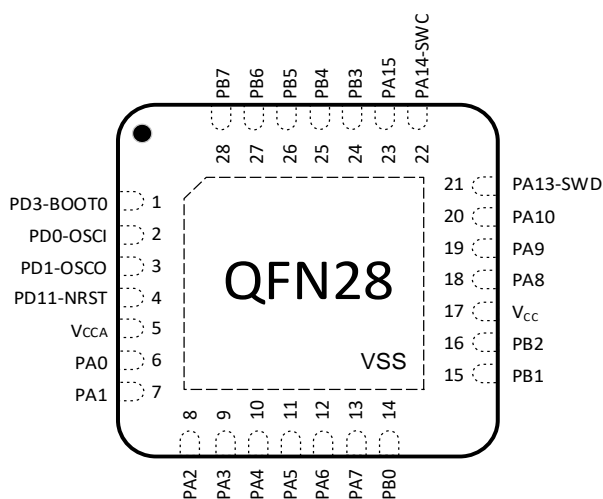 PB7 PB6 PB5 PB4 PB3 PA15 PA14-SWC
28 27 26 25 24 23 22
PD3-BOOT0 1
PD0-OSCI 2
PD1-OSCO 3
PD11-NRST 4
VCCA 5
PA0 6
PA1 7
QFN28
VSS
21 PA13-SWD
20 PA10
19 PA9
18 PA8
17 VCC
16 PB2
15 PB1
8 9 10 11 12 13 14
PA2 PA3 PA4 PA5 PA6 PA7 PB0